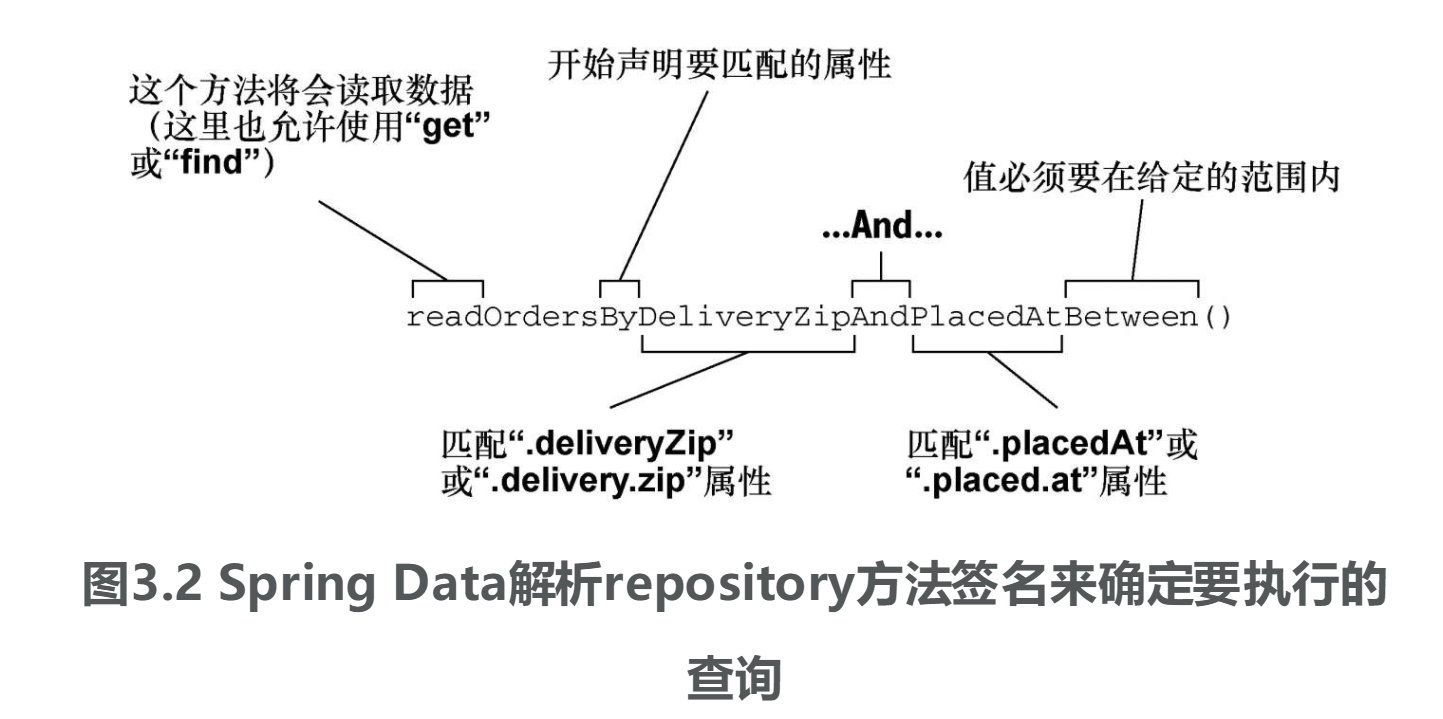 开始声明要匹配的属性
这个方法将会读取数据
（这里也允许使用“get”
或“find”）
值必须要在给定的范围内
...And...
readOrdersByDeliveryZipAndPlacedAtBetween()
匹配“.deliveryZip”
或“.delivery.zip”属性
匹配“.placedAt”或
“.placed.at”属性
图3.2 Spring Data解析repository方法签名来确定要执行的
查询